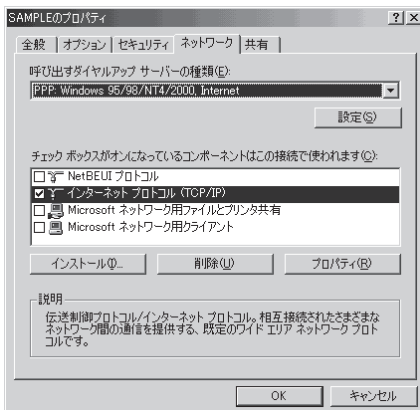 SAMPLEのプロパティ
全般 オプション セキュリティ ネットワーク 共有
呼び出すダイヤルアップ サーバーの種類(E):
PPP: Windows 95/98/NT4/2000, Internet
設定(S)
チェック ボックスがオンになっているコンポーネントはこの接続で使われます(C):
NetBEUI プロトコル
インターネット プロトコル (TCP/IP)
Microsoft ネットワーク用ファイルとプリンタ共有
Microsoft ネットワーク用クライアント
インストール(I)... 削除(U) プロパティ(R)
説明
伝送制御プロトコル/インターネット プロトコル。相互接続されたさまざまな
ネットワーク間の通信を提供する、既定のワイド エリア ネットワーク プロト
コルです。
OK キャンセル